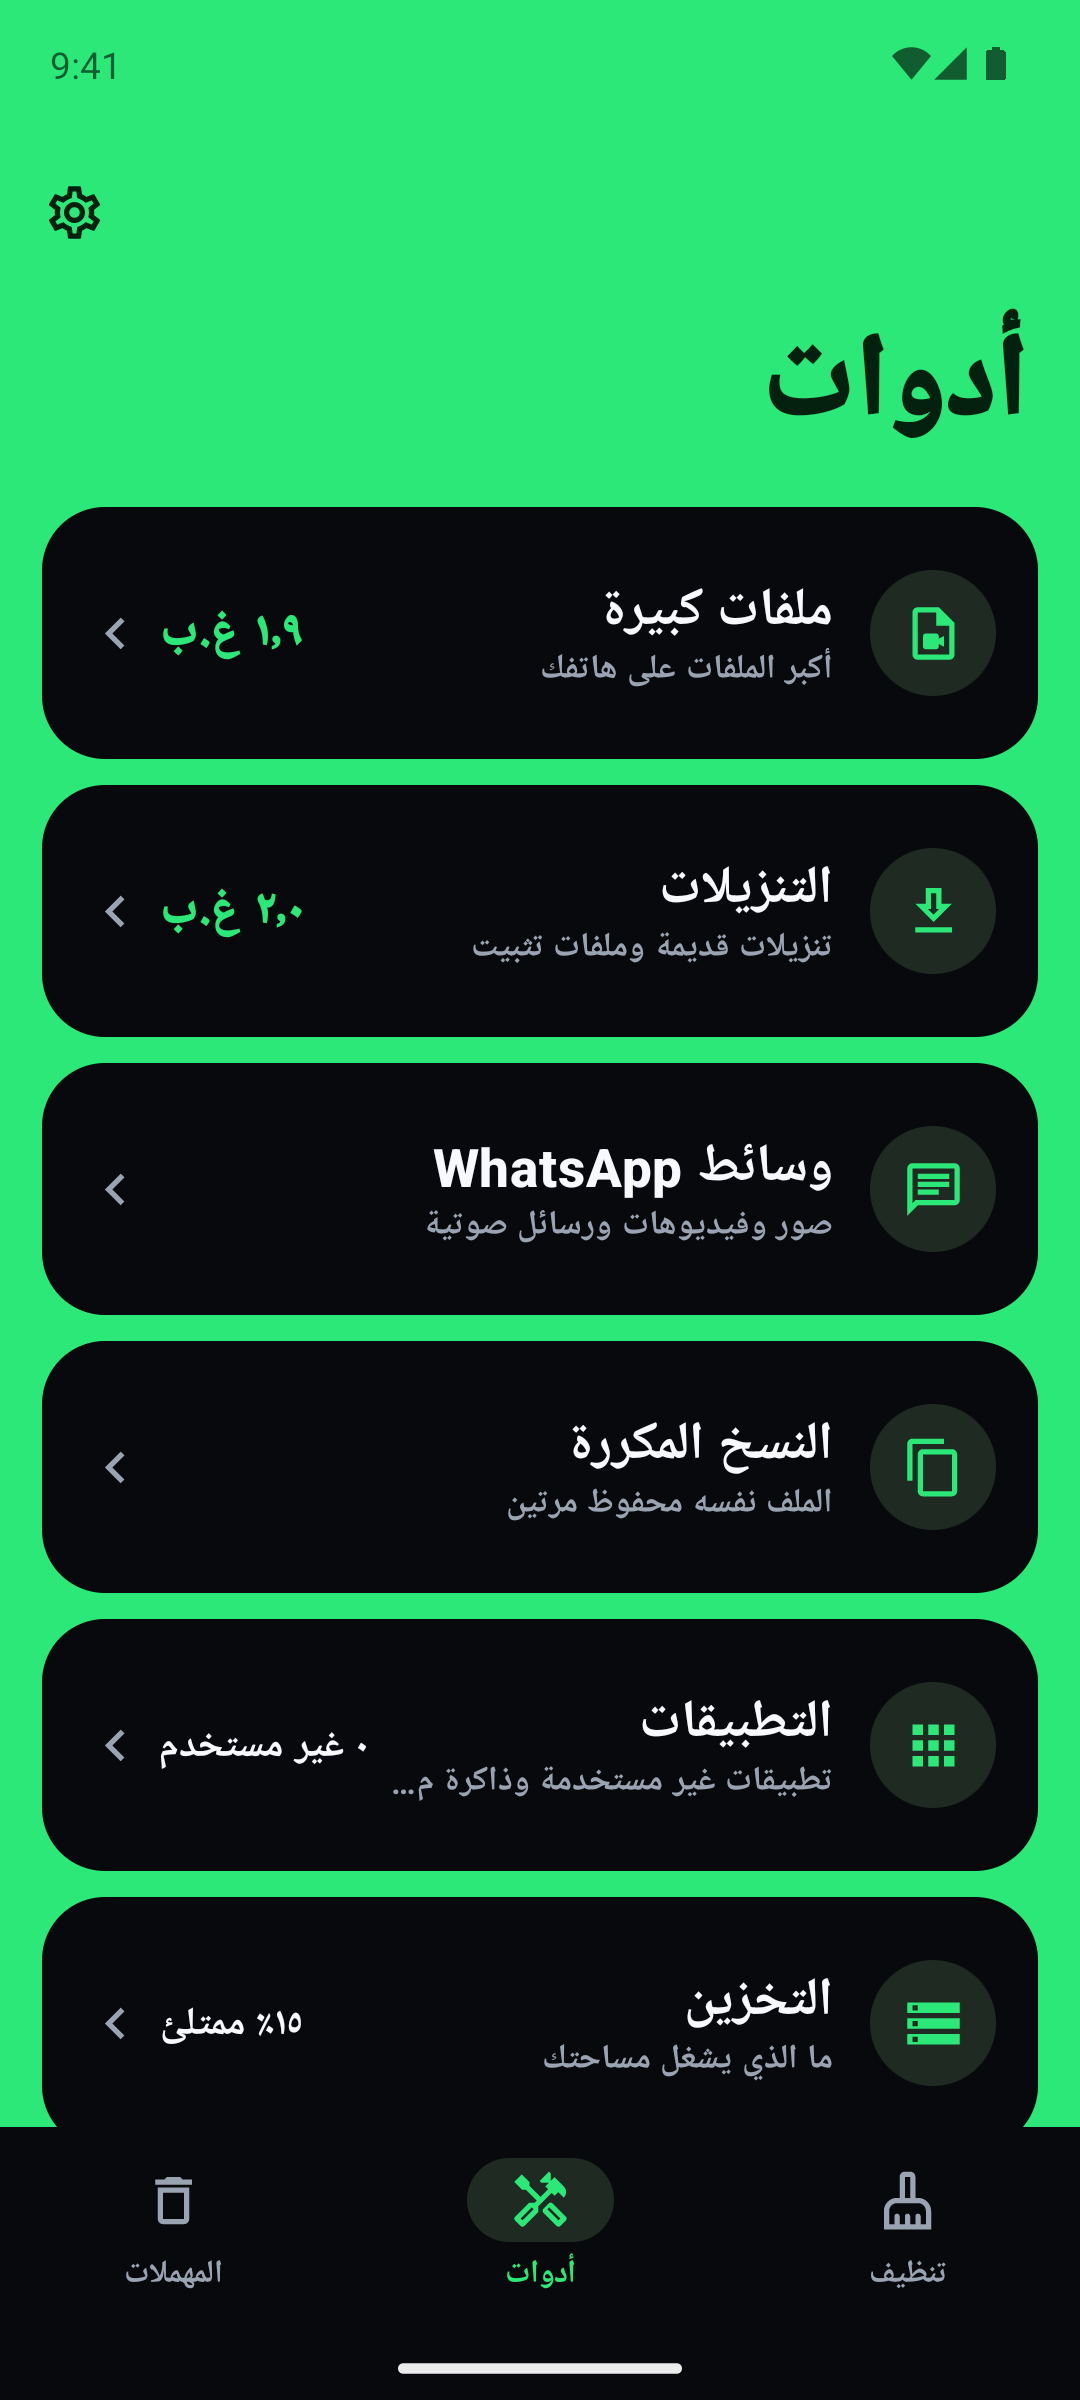 9:41
أدوات
ملفات كبيرة
أكبر الملفات على هاتفك
١,٩ غ.ب
التنزيلات
تنزيلات قديمة وملفات تثبيت
٢,٠ غ.ب
وسائط WhatsApp
صور وفيديوهات ورسائل صوتية
النسخ المكررة
الملف نفسه محفوظ مرتين
التطبيقات
تطبيقات غير مستخدمة وذاكرة م...
٠ غير مستخدم
التخزين
ما الذي يشغل مساحتك
١٥٪ ممتلئ
تنظيف
أدوات
المهملات